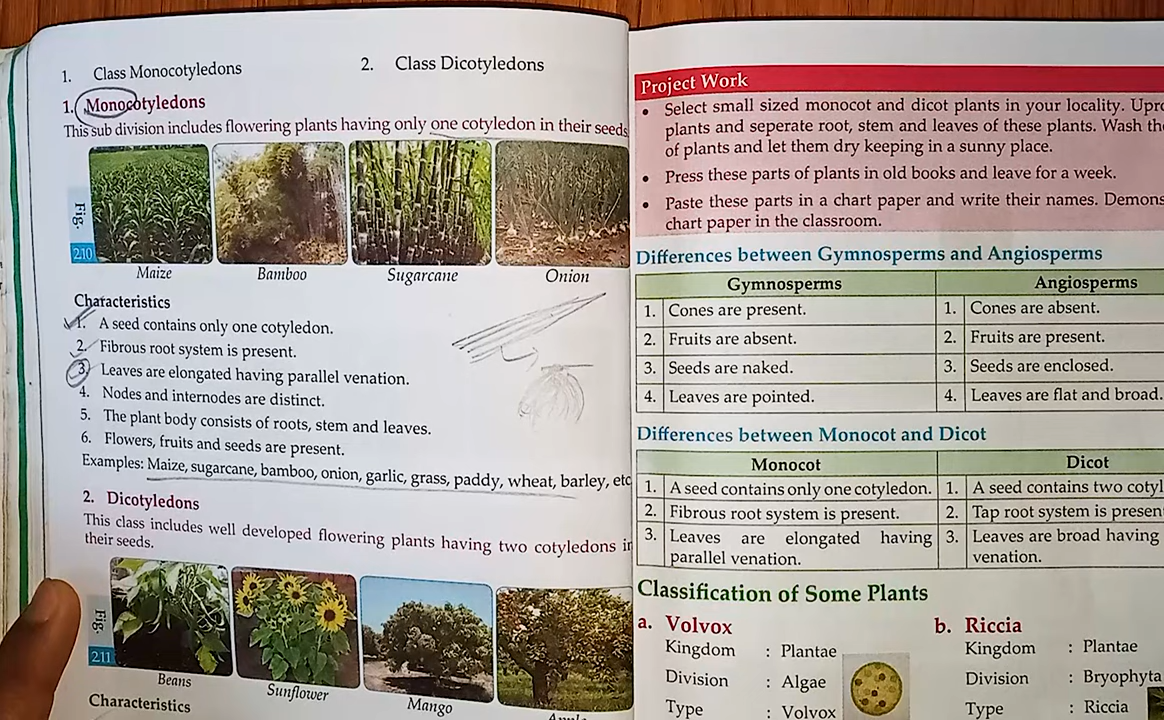 1. Class Monocotyledons 2. Class Dicotyledons
1. Monocotyledons
This sub division includes flowering plants having only one cotyledon in their seeds
Fig. 2.10
Maize Bamboo Sugarcane Onion
Characteristics
1. A seed contains only one cotyledon.
2. Fibrous root system is present.
3. Leaves are elongated having parallel venation.
4. Nodes and internodes are distinct.
5. The plant body consists of roots, stem and leaves.
6. Flowers, fruits and seeds are present.
Examples: Maize, sugarcane, bamboo, onion, garlic, grass, paddy, wheat, barley, etc
2. Dicotyledons
This class includes well developed flowering plants having two cotyledons in
their seeds.
Fig. 2.11
Beans Sunflower Mango
Characteristics
Project Work
• Select small sized monocot and dicot plants in your locality.
plants and seperate root, stem and leaves of these plants. Wash
of plants and let them dry keeping in a sunny place.
• Press these parts of plants in old books and leave for a week.
• Paste these parts in a chart paper and write their names.
chart paper in the classroom.
Differences between Gymnosperms and Angiosperms
Gymnosperms Angiosperms
1. Cones are present. 1. Cones are absent.
2. Fruits are absent. 2. Fruits are present.
3. Seeds are naked. 3. Seeds are enclosed.
4. Leaves are pointed. 4. Leaves are flat and broad.
Differences between Monocot and Dicot
Monocot Dicot
1. A seed contains only one cotyledon. 1. A seed contains two
2. Fibrous root system is present. 2. Tap root system is
3. Leaves are elongated having 3. Leaves are broad having
parallel venation. venation.
Classification of Some Plants
a. Volvox b. Riccia
Kingdom : Plantae Kingdom : Plantae
Division : Algae Division : Bryophyta
Type : Volvox Type : Riccia